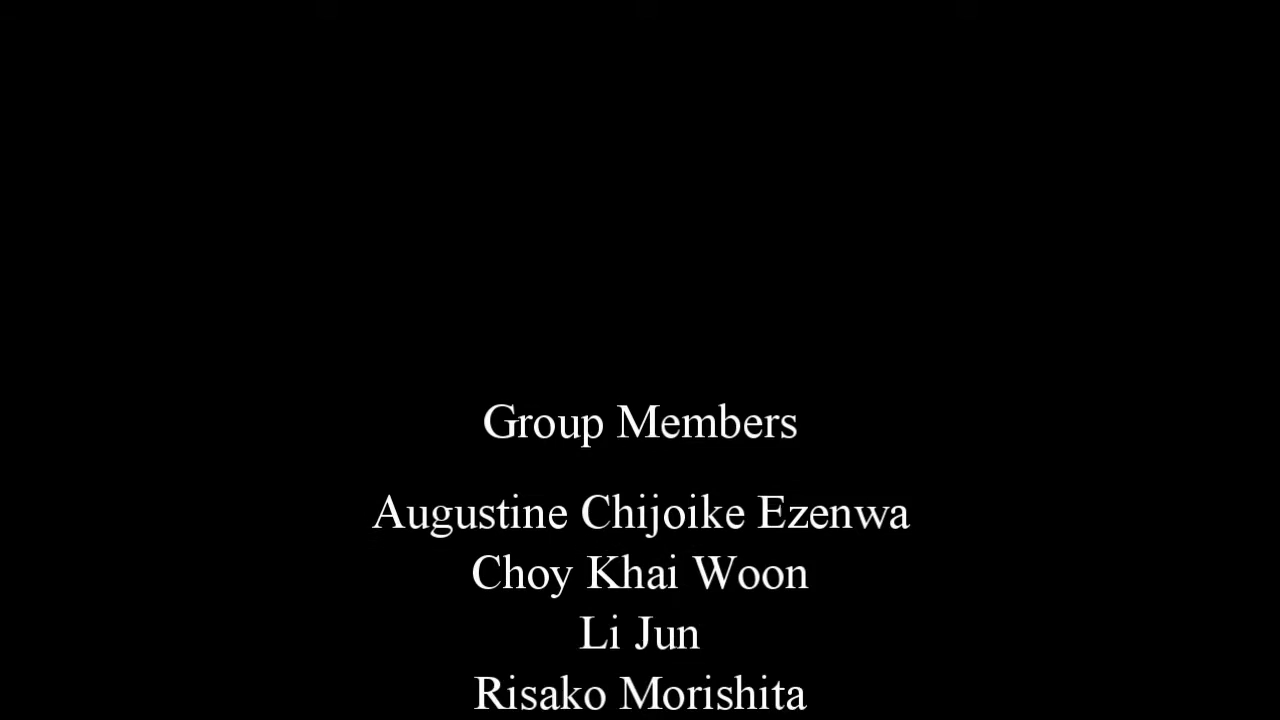 Group Members
Augustine Chijoike Ezenwa
Choy Khai Woon
Li Jun
Risako Morishita